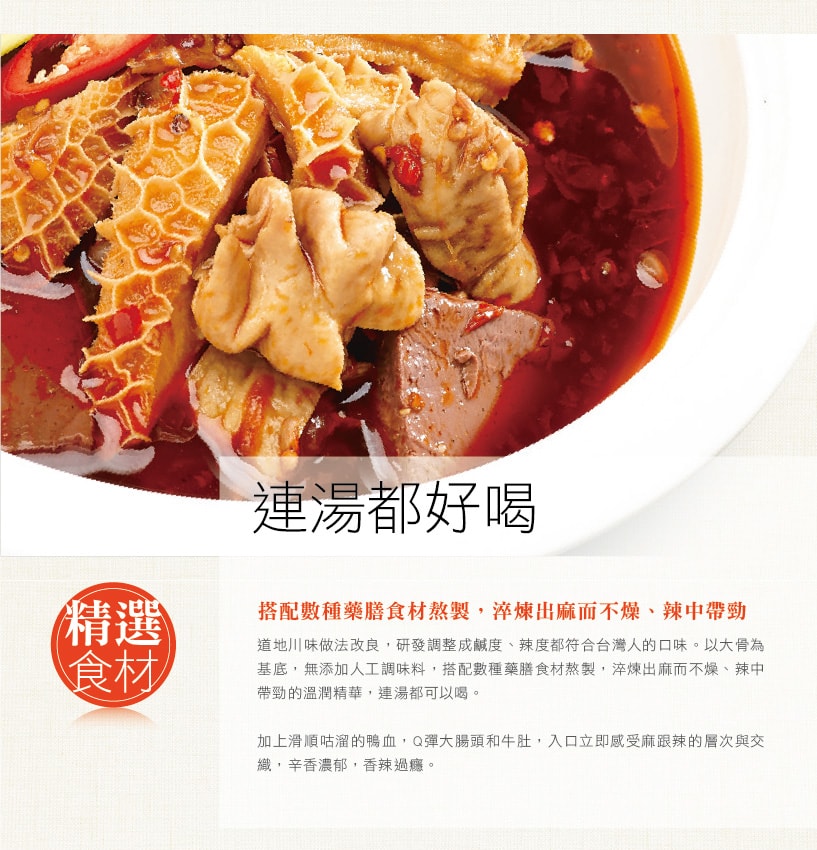 連湯都好喝
精選
食材
搭配數種藥膳食材熬製，淬煉出麻而不燥、辣中帶勁
道地川味做法改良，研發調整成鹹度、辣度都符合台灣人的口味。以大骨為
基底，無添加人工調味料，搭配數種藥膳食材熬製，淬煉出麻而不燥、辣中
帶勁的溫潤精華，連湯都可以喝。
加上滑順咕溜的鴨血，Q彈大腸頭和牛肚，入口立即感受麻跟辣的層次與交
織，辛香濃郁，香辣過癮。